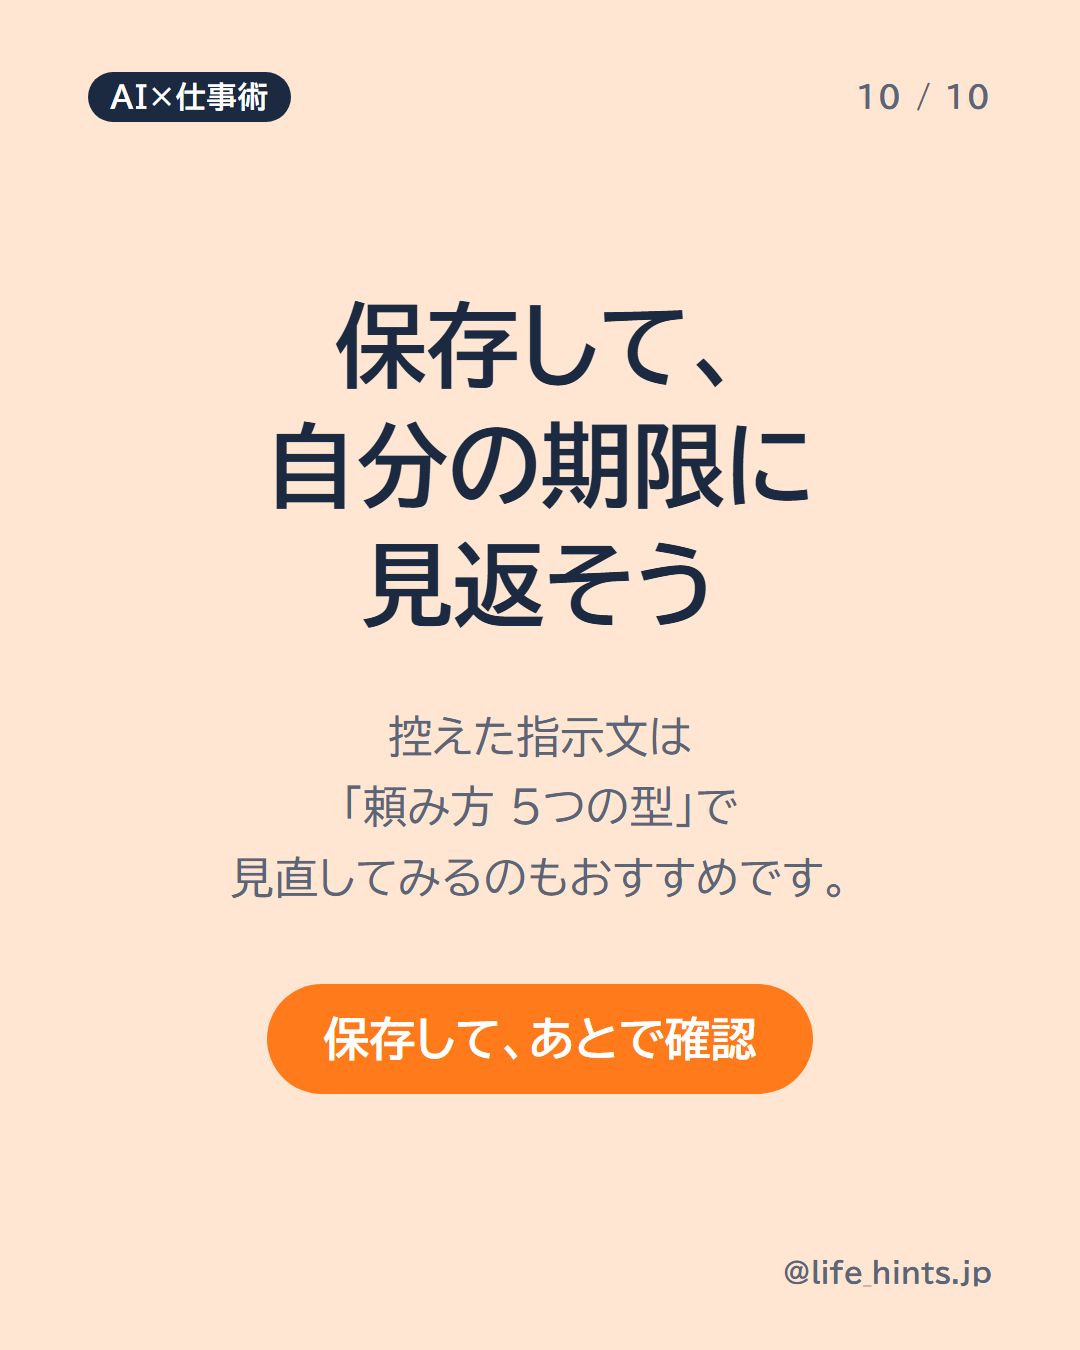 AI×仕事術
10 / 10
保存して、
自分の期限に
見返そう
控えた指示文は
「頼み方 5つの型」で
見直してみるのもおすすめです。
保存して、あとで確認
@life_hints.jp